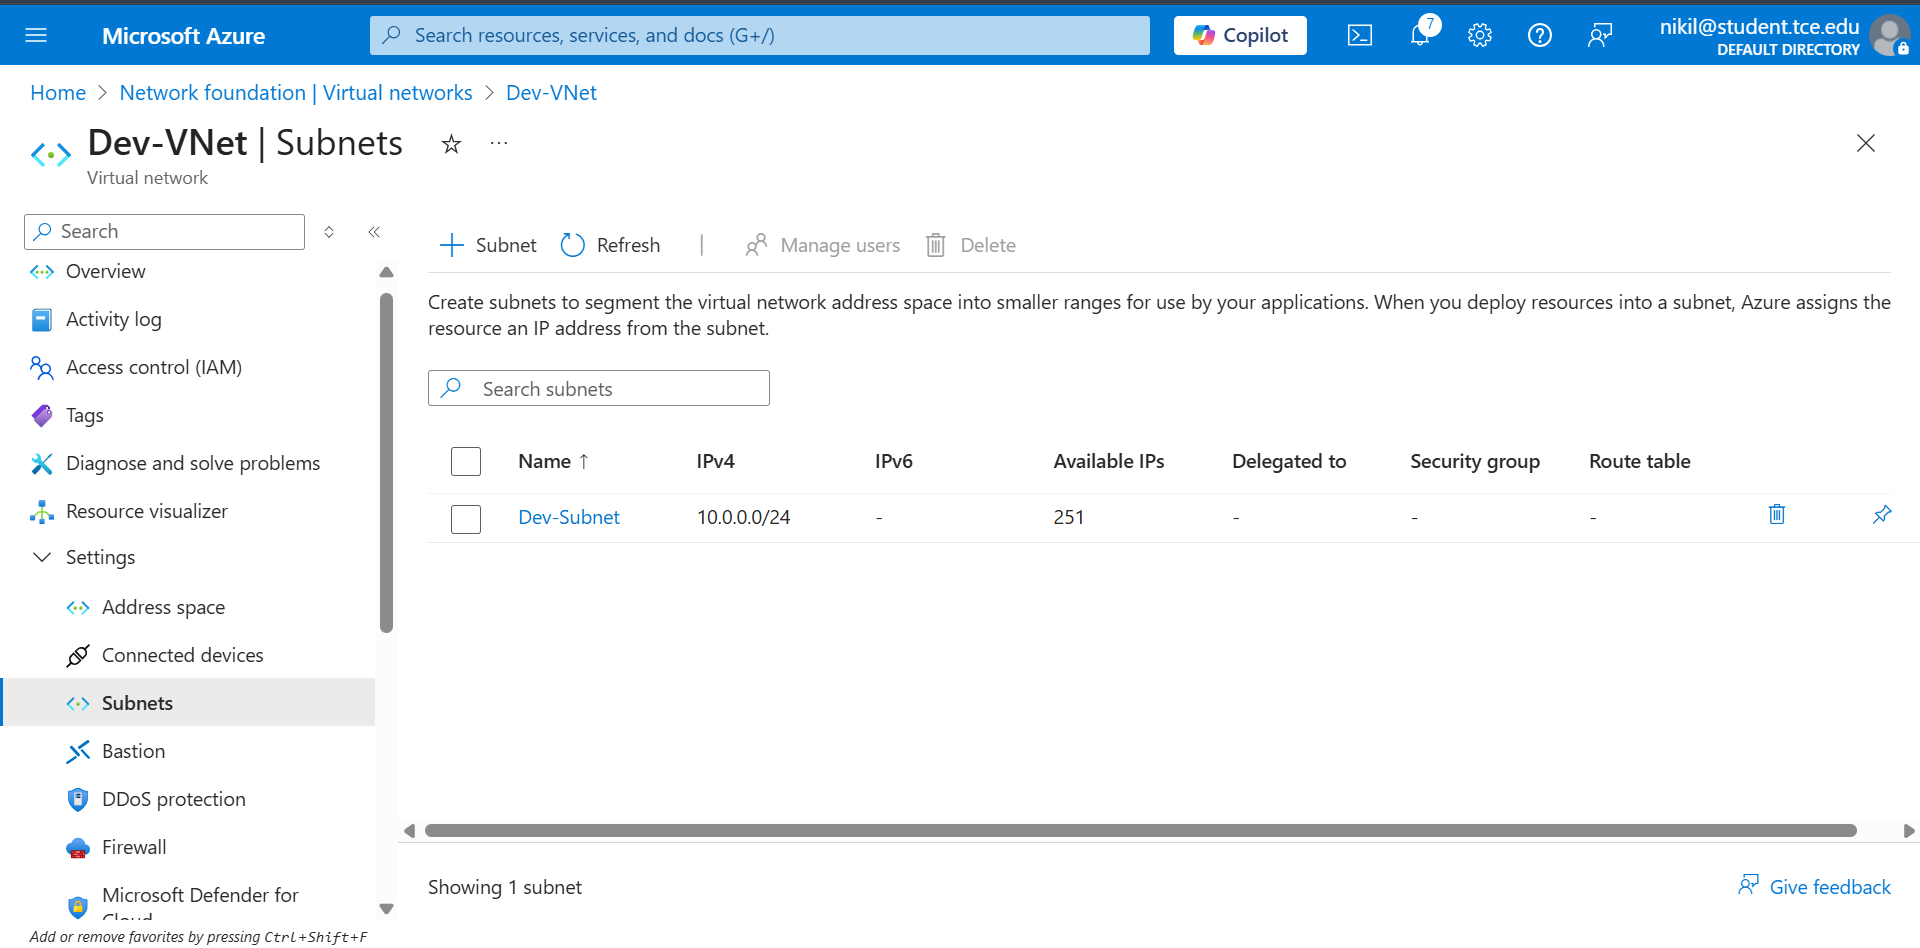 Microsoft Azure
Search resources, services, and docs (G+/)
Copilot
7
nikil@student.tce.edu
DEFAULT DIRECTORY
Home > Network foundation | Virtual networks > Dev-VNet
Dev-VNet | Subnets
Virtual network
Search
Overview
Activity log
Access control (IAM)
Tags
Diagnose and solve problems
Resource visualizer
Settings
Address space
Connected devices
Subnets
Bastion
DDoS protection
Firewall
Microsoft Defender for
Cloud
Add or remove favorites by pressing Ctrl+Shift+F
Subnet
Refresh
Manage users
Delete
Create subnets to segment the virtual network address space into smaller ranges for use by your applications. When you deploy resources into a subnet, Azure assigns the
resource an IP address from the subnet.
Search subnets
Name ↑ IPv4 IPv6 Available IPs Delegated to Security group Route table
Dev-Subnet 10.0.0.0/24 - 251 - - -
Showing 1 subnet
Give feedback